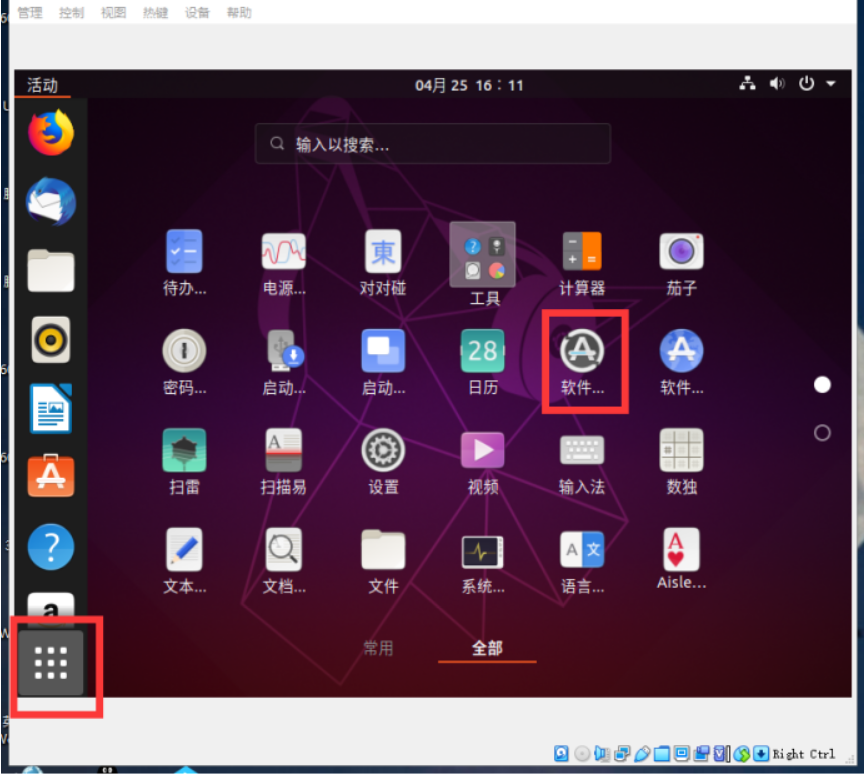 管理 控制 视图 热键 设备 帮助
活动 04月 25 16：11
输入以搜索...
待办... 电源... 对对碰 工具 计算器 茄子
東
28
密码... 启动... 启动... 日历 软件... 软件...
A
扫雷 扫描易 设置 视频 输入法 数独
A 文
A
文本... 文档... 文件 系统... 语言... Aisle...
?
a
常用 全部
Right Ctrl